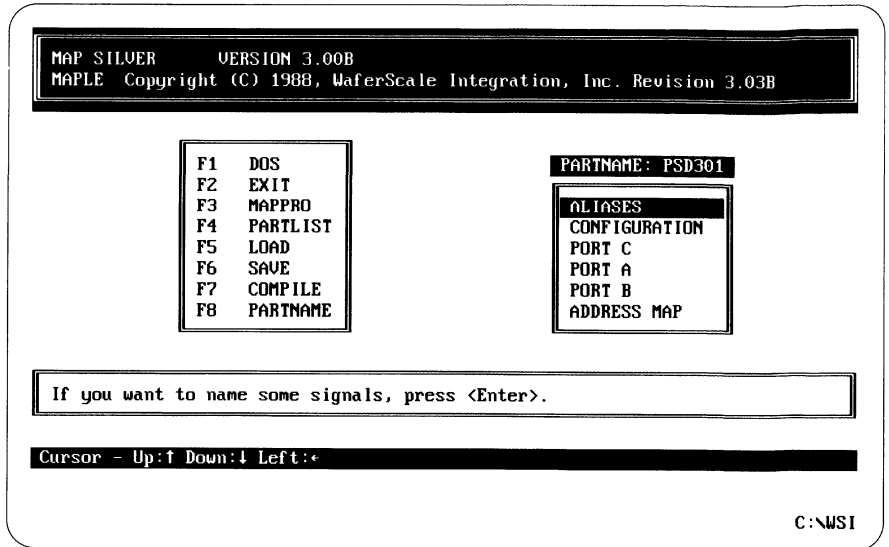 MAP SILVER VERSION 3.00B
MAPLE Copyright (C) 1988, WaferScale Integration, Inc. Revision 3.03B
F1 DOS
F2 EXIT
F3 MAPPRO
F4 PARTLIST
F5 LOAD
F6 SAVE
F7 COMPILE
F8 PARTNAME
PARTNAME: PSD301
ALIASES
CONFIGURATION
PORT C
PORT A
PORT B
ADDRESS MAP
If you want to name some signals, press <Enter>.
Cursor - Up:↑ Down:↓ Left:←
C:\WSI